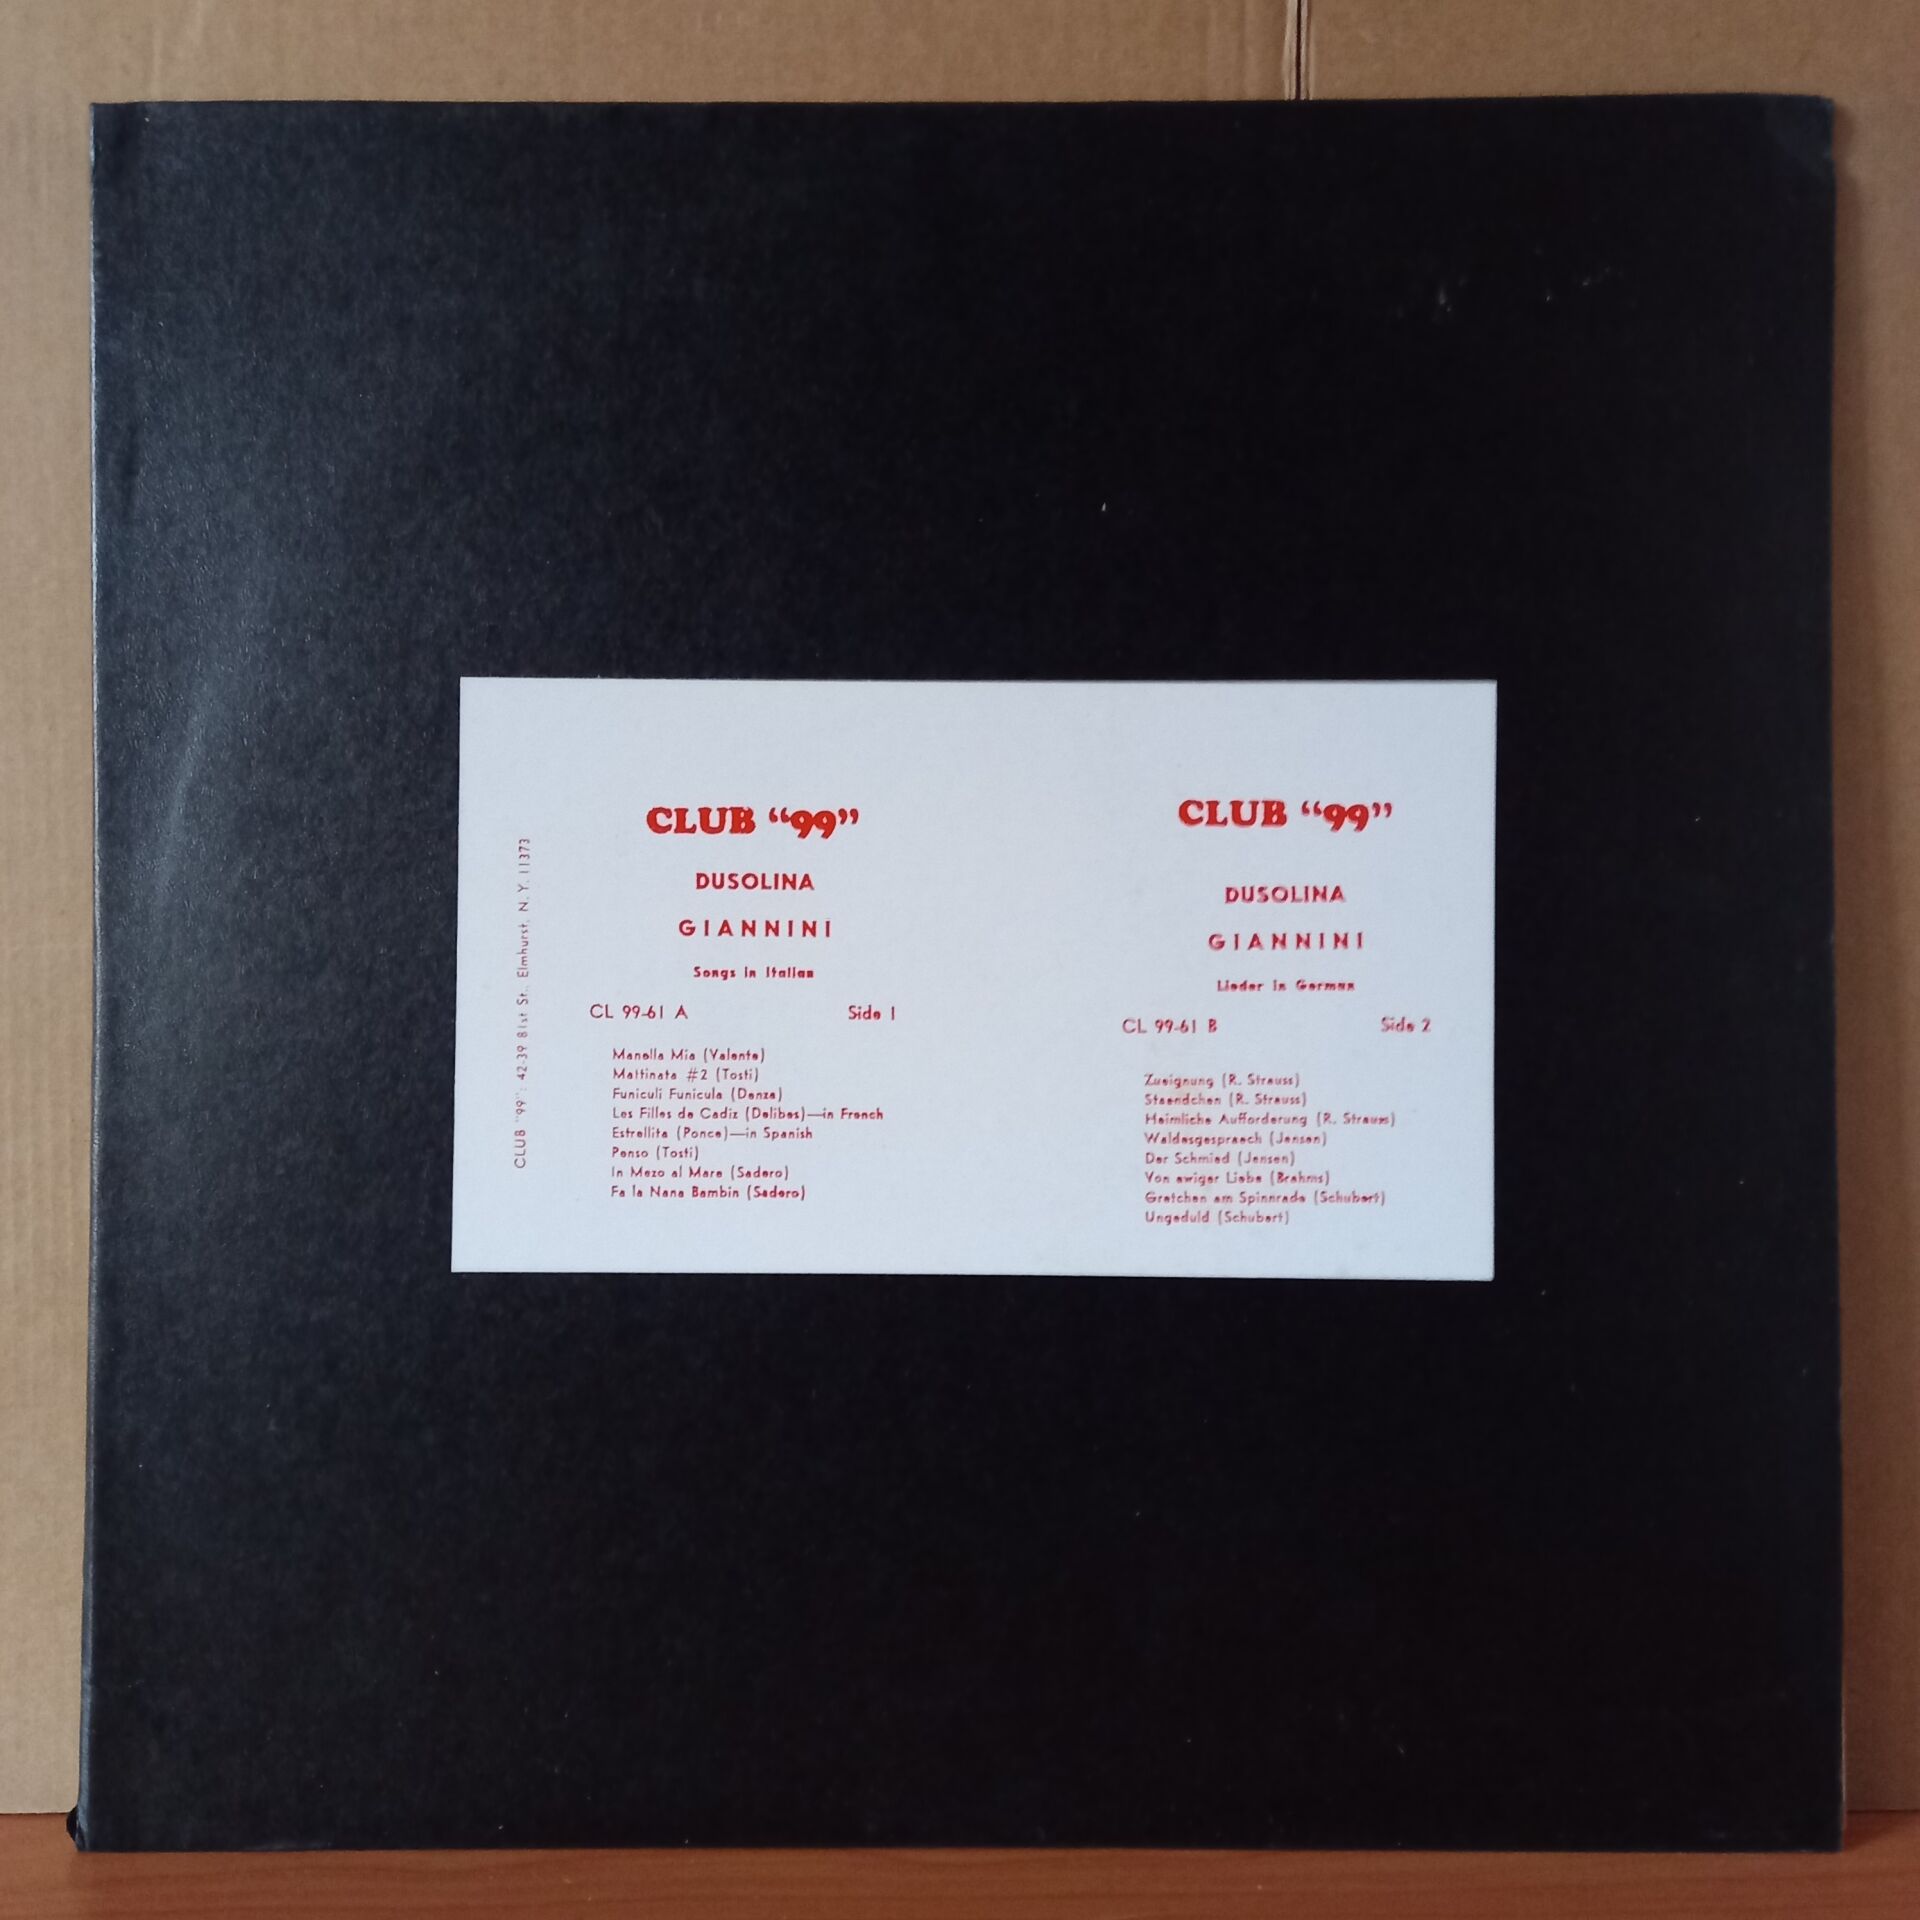 CLUB "99": 42-39 81st St., Elmhurst, N. Y. 11373
CLUB “99”
DUSOLINA
GIANNINI
Songs in Italian
CL 99-61 A Side 1
Manella Mia (Valente)
Mattinata #2 (Tosti)
Funiculi Funicula (Denza)
Les Filles de Cadiz (Delibes)—in French
Estrellita (Ponce)—in Spanish
Penso (Tosti)
In Mezo al Mare (Sadero)
Fa la Nana Bambin (Sadero)
CLUB “99”
DUSOLINA
GIANNINI
Lieder in German
CL 99-61 B Side 2
Zueignung (R. Strauss)
Staendchen (R. Strauss)
Heimliche Aufforderung (R. Strauss)
Waldesgespraech (Jensen)
Der Schmied (Jensen)
Von ewiger Liebe (Brahms)
Gretchen am Spinnrade (Schubert)
Ungeduld (Schubert)